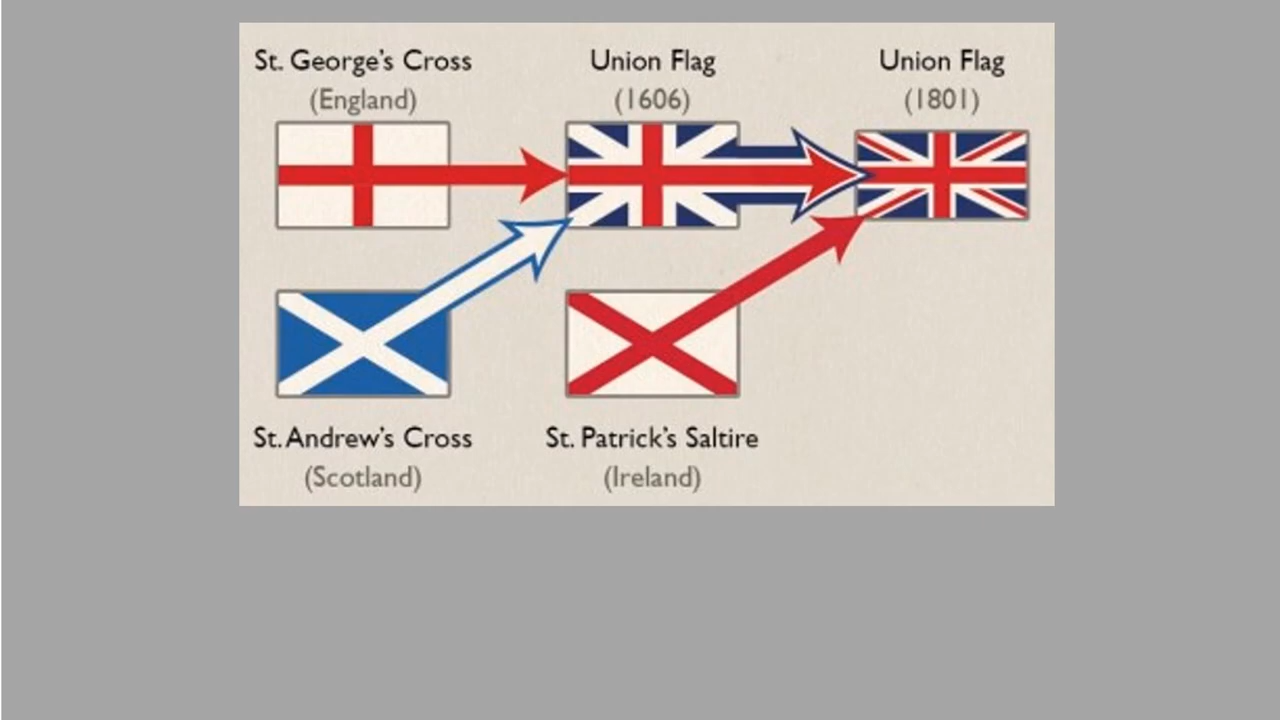 St. George's Cross
(England)
Union Flag
(1606)
Union Flag
(1801)
St. Andrew's Cross
(Scotland)
St. Patrick's Saltire
(Ireland)